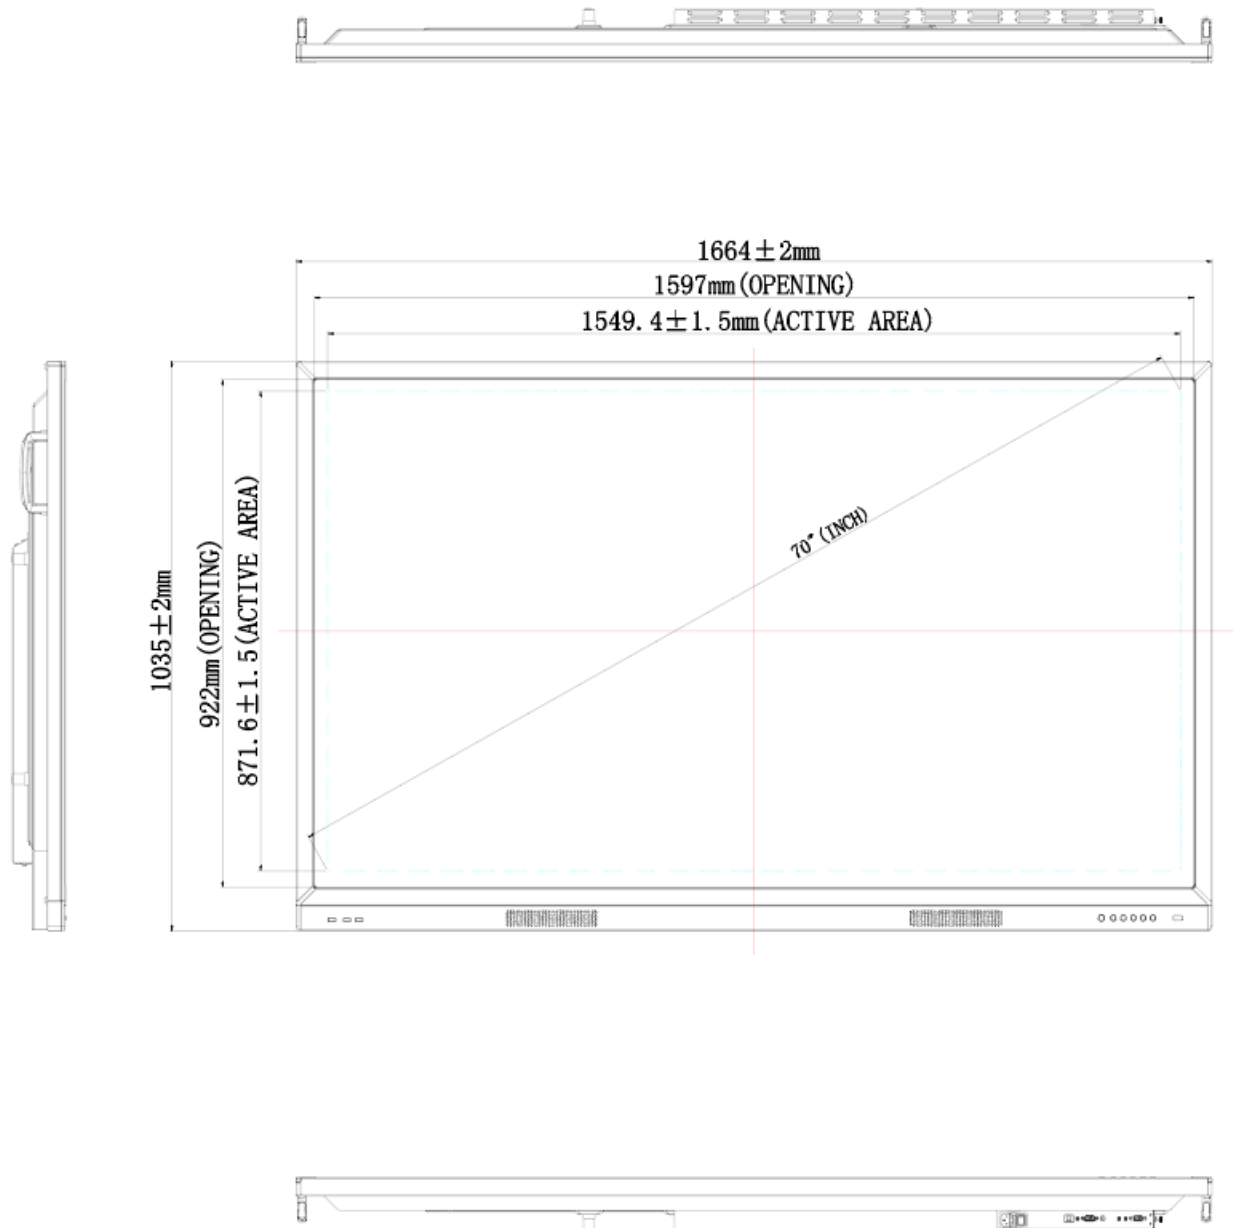 1664±2mm
1597mm(OPENING)
1549.4±1.5mm(ACTIVE AREA)
70"(INCH)
1035±2mm
922mm(OPENING)
871.6±1.5(ACTIVE AREA)